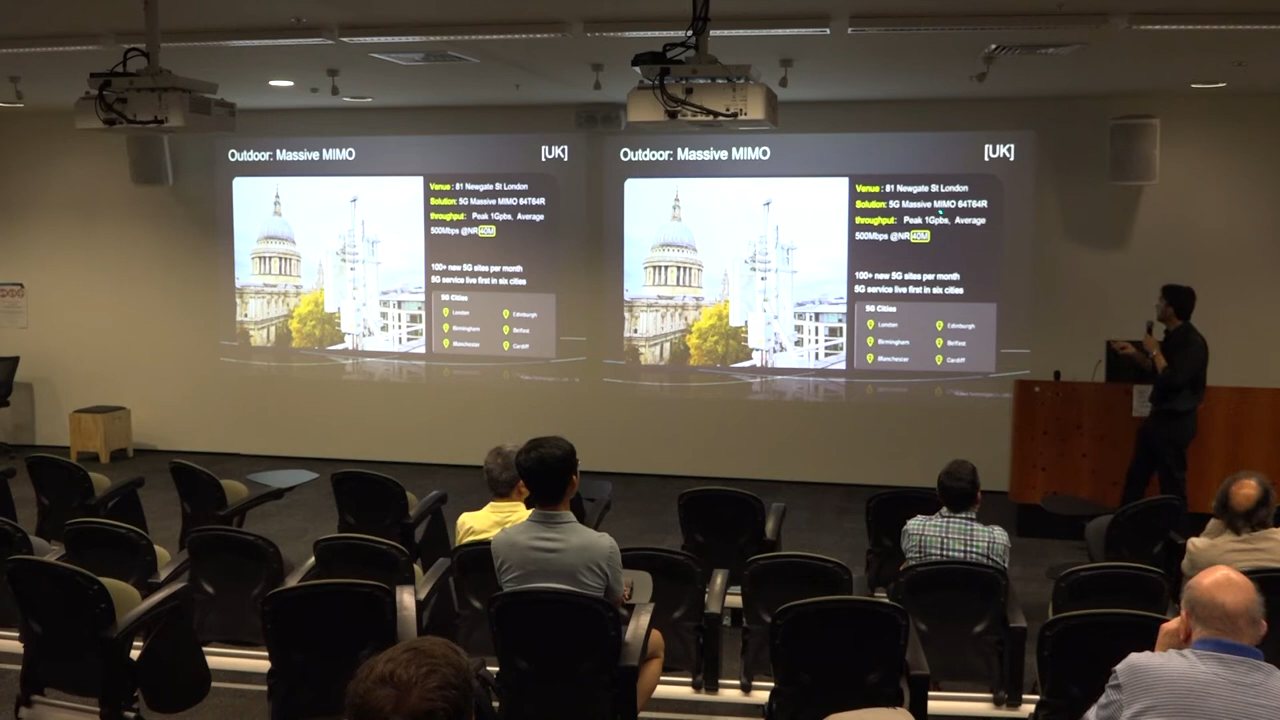 Outdoor: Massive MIMO
[UK]
Venue : 81 Newgate St London
Solution: 5G Massive MIMO 64T64R
throughput: Peak 1Gpbs, Average
500Mbps @NR 40M
100+ new 5G sites per month
5G service live first in six cities
5G Cities
London
Edinburgh
Birmingham
Belfast
Manchester
Cardiff
Outdoor: Massive MIMO
[UK]
Venue : 81 Newgate St London
Solution: 5G Massive MIMO 64T64R
throughput: Peak 1Gpbs, Average
500Mbps @NR 40M
100+ new 5G sites per month
5G service live first in six cities
5G Cities
London
Edinburgh
Birmingham
Belfast
Manchester
Cardiff